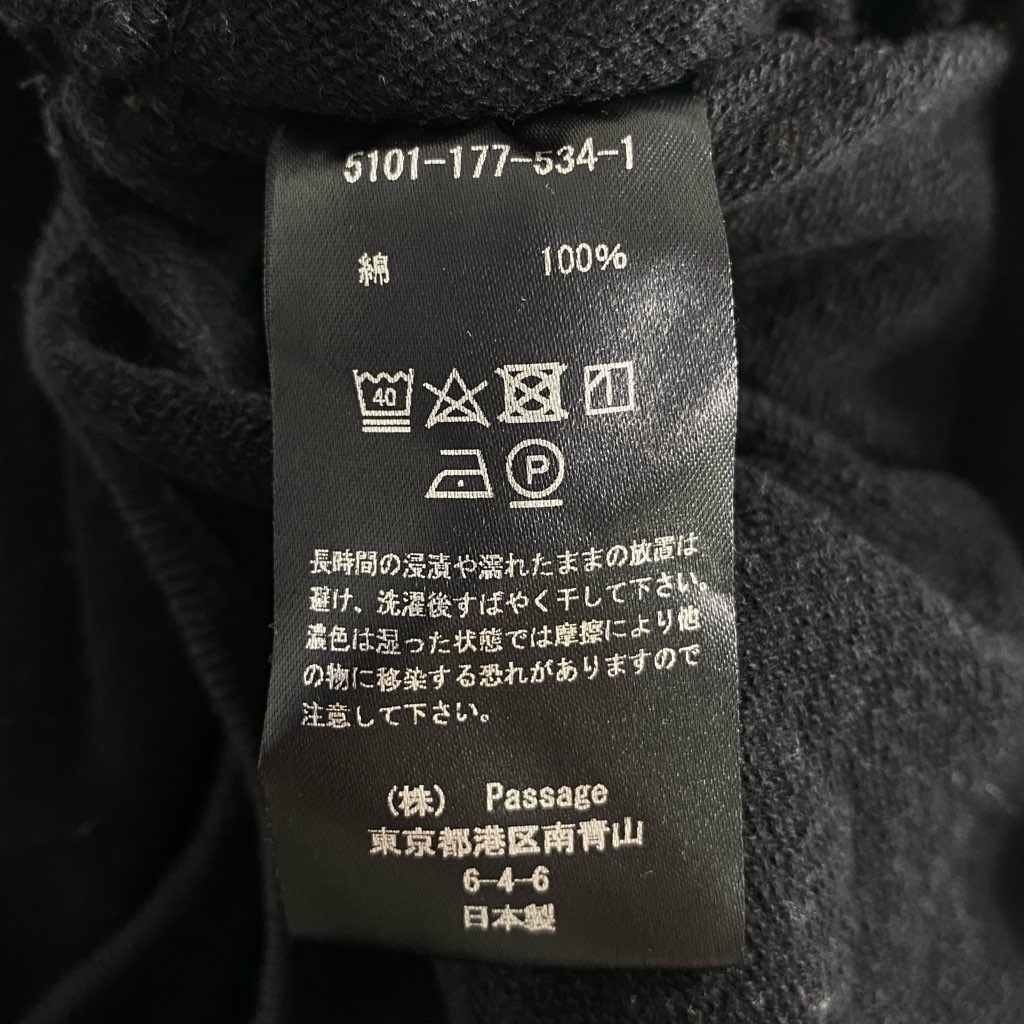 5101-177-534-1
綿 100%
40
P
長時間の浸漬や濡れたままの放置は
避け、洗濯後すばやく干して下さい。
濃色は湿った状態では摩擦により他
の物に移染する恐れがありますので
注意して下さい。
(株) Passage
東京都港区南青山
6-4-6
日本製